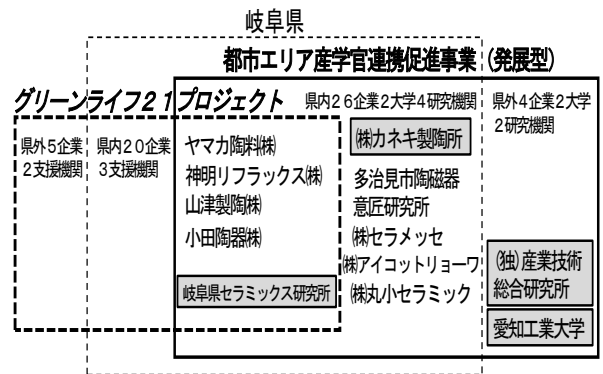 岐阜県
都市エリア産学官連携促進事業 (発展型)
グリーンライフ21プロジェクト
県内26企業2大学4研究機関
県外4企業2大学
2研究機関
県外5企業
2支援機関
県内20企業
3支援機関
ヤマカ陶料㈱
神明リフラックス㈱
山津製陶㈱
小田陶器㈱
岐阜県セラミックス研究所
㈱カネキ製陶所
多治見市陶磁器
意匠研究所
㈱セラメッセ
㈱アイコットリョーワ
㈱丸小セラミック
㈱産業技術
総合研究所
愛知工業大学